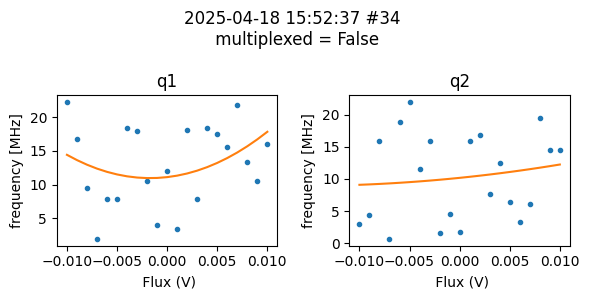 2025-04-18 15:52:37 #34
multiplexed = False
q1
q2
frequency [MHz]
20
15
10
5
−0.010
−0.005
0.000
0.005
0.010
Flux (V)
frequency [MHz]
20
15
10
5
0
−0.010
−0.005
0.000
0.005
0.010
Flux (V)